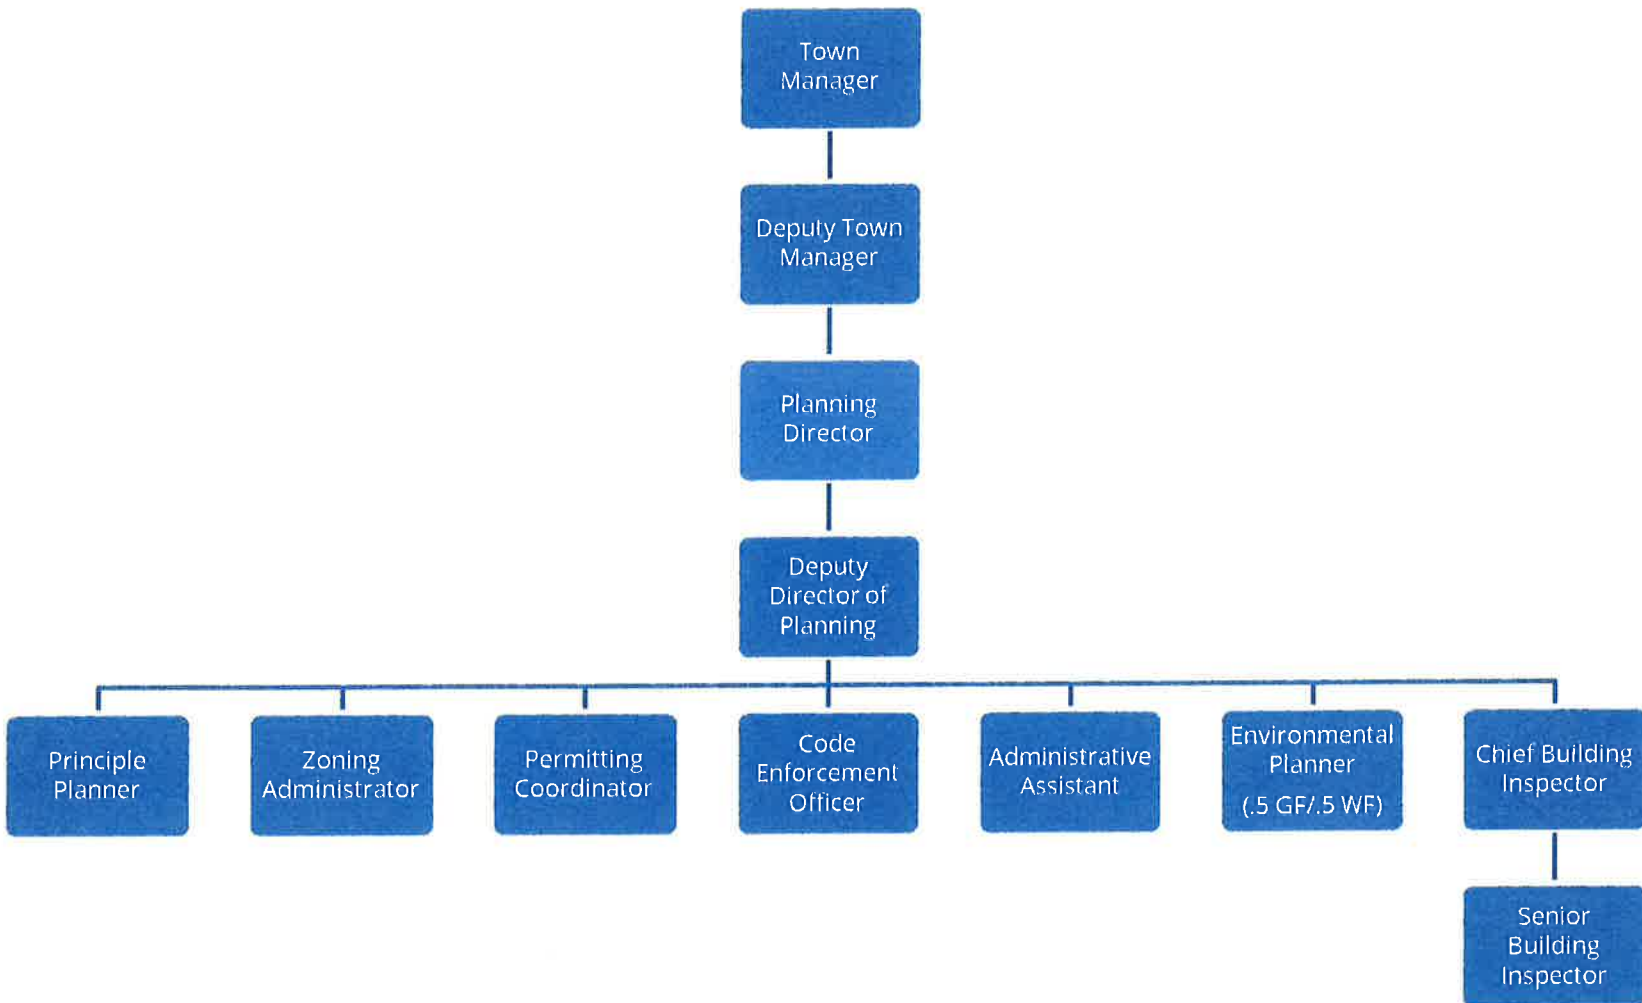 Town
Manager
Deputy Town
Manager
Planning
Director
Deputy
Director of
Planning
Principle
Planner
Zoning
Administrator
Permitting
Coordinator
Code
Enforcement
Officer
Administrative
Assistant
Environmental
Planner
(.5 GF/.5 WF)
Chief Building
Inspector
Senior
Building
Inspector